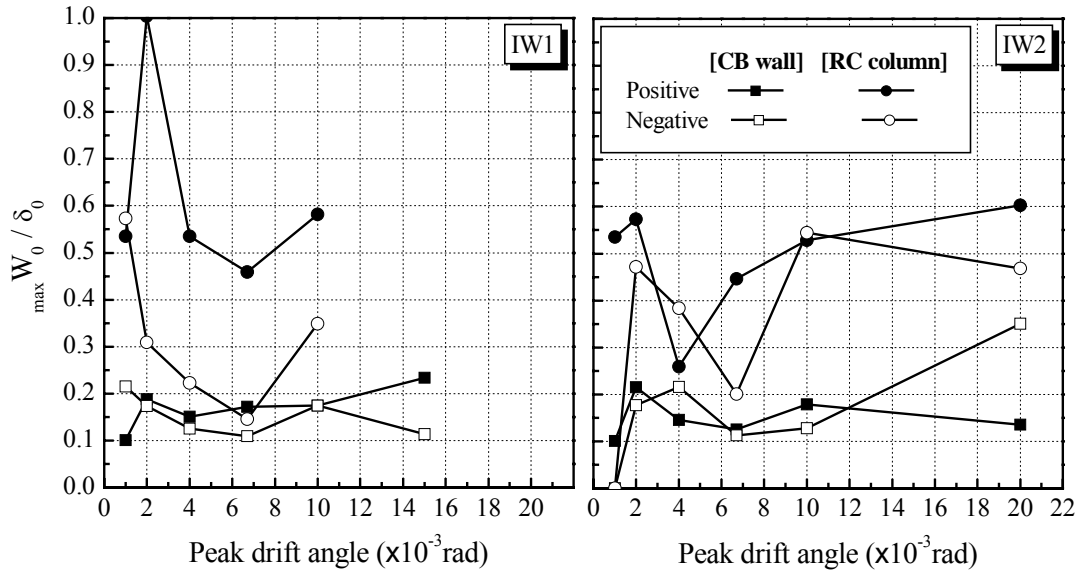 1.0
0.9
0.8
0.7
0.6
0.5
0.4
0.3
0.2
0.1
0.0
max W0 / δ0
IW1
2 4 6 8 10 12 14 16 18 20
Peak drift angle (x10-3rad)
IW2
[CB wall] [RC column]
Positive
Negative
2 4 6 8 10 12 14 16 18 20 22
Peak drift angle (x10-3rad)